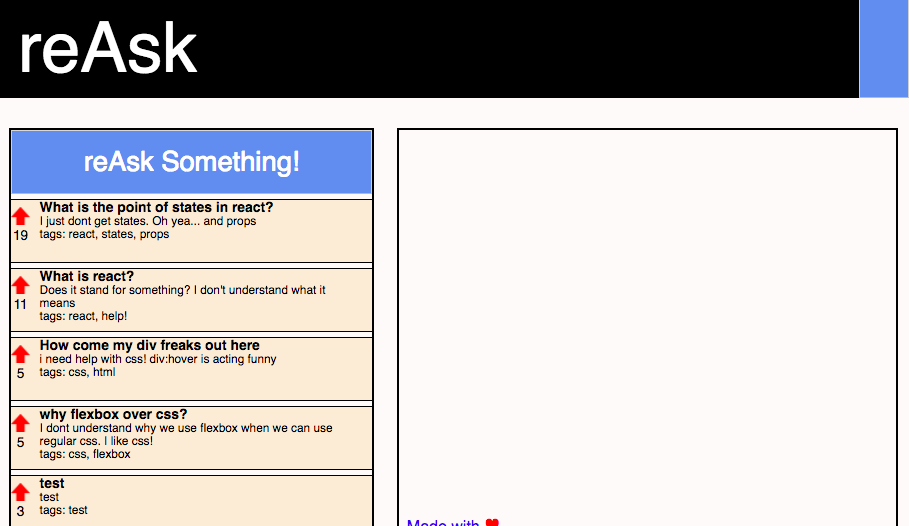 reAsk
reAsk Something!
What is the point of states in react?
I just dont get states. Oh yea... and props
19
tags: react, states, props
What is react?
Does it stand for something? I don't understand what it
11
means
tags: react, help!
How come my div freaks out here
i need help with css! div:hover is acting funny
5
tags: css, html
why flexbox over css?
I dont understand why we use flexbox when we can use
5
regular css. I like css!
tags: css, flexbox
test
test
3
tags: test
Made with